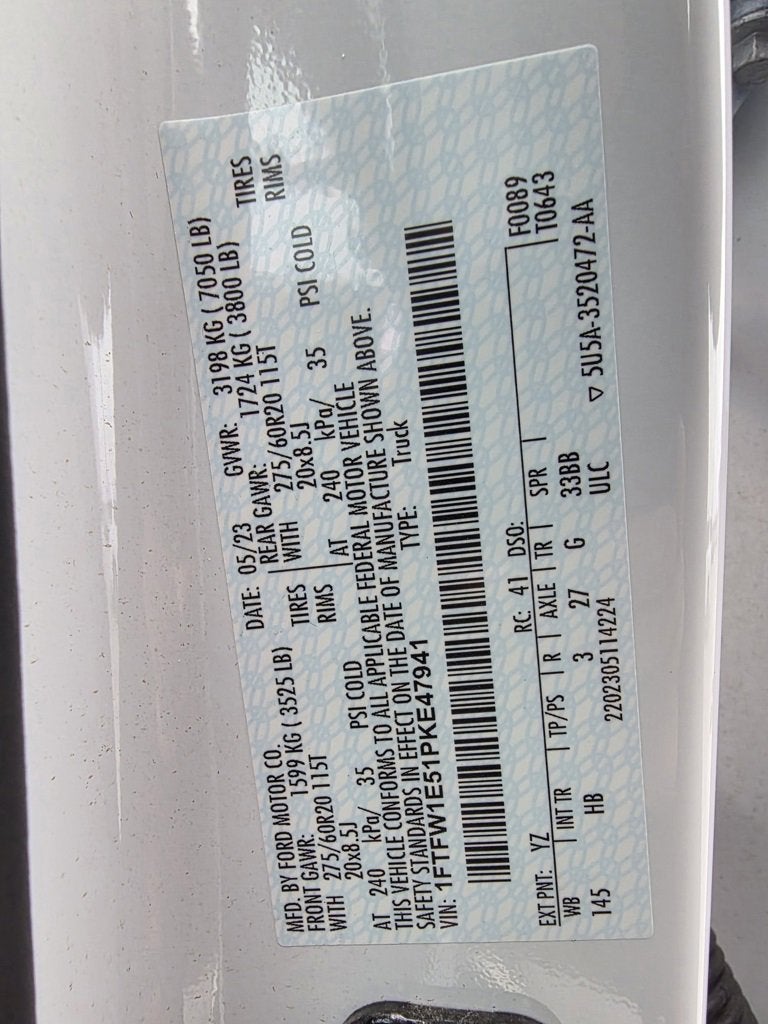 MFD. BY FORD MOTOR CO.
DATE: 05/23 GVWR: 3198 KG ( 7050 LB)
FRONT GAWR: 1599 KG ( 3525 LB)
REAR GAWR: 1724 KG ( 3800 LB)
WITH 275/60R20 115T TIRES
WITH 275/60R20 115T TIRES
20x8.5J RIMS
20x8.5J RIMS
AT 240 kPa/ 35 PSI COLD
AT 240 kPa/ 35 PSI COLD
THIS VEHICLE CONFORMS TO ALL APPLICABLE FEDERAL MOTOR VEHICLE
SAFETY STANDARDS IN EFFECT ON THE DATE OF MANUFACTURE SHOWN ABOVE.
VIN: 1FTFW1E51PKE47941 TYPE: Truck
F0089
EXT PNT: YZ RC: 41 DSO: T0643
WB INT TR TP/PS R AXLE TR SPR
145 HB 3 27 G 33BB
2202305114224 ULC ▽ 5U5A-3520472-AA